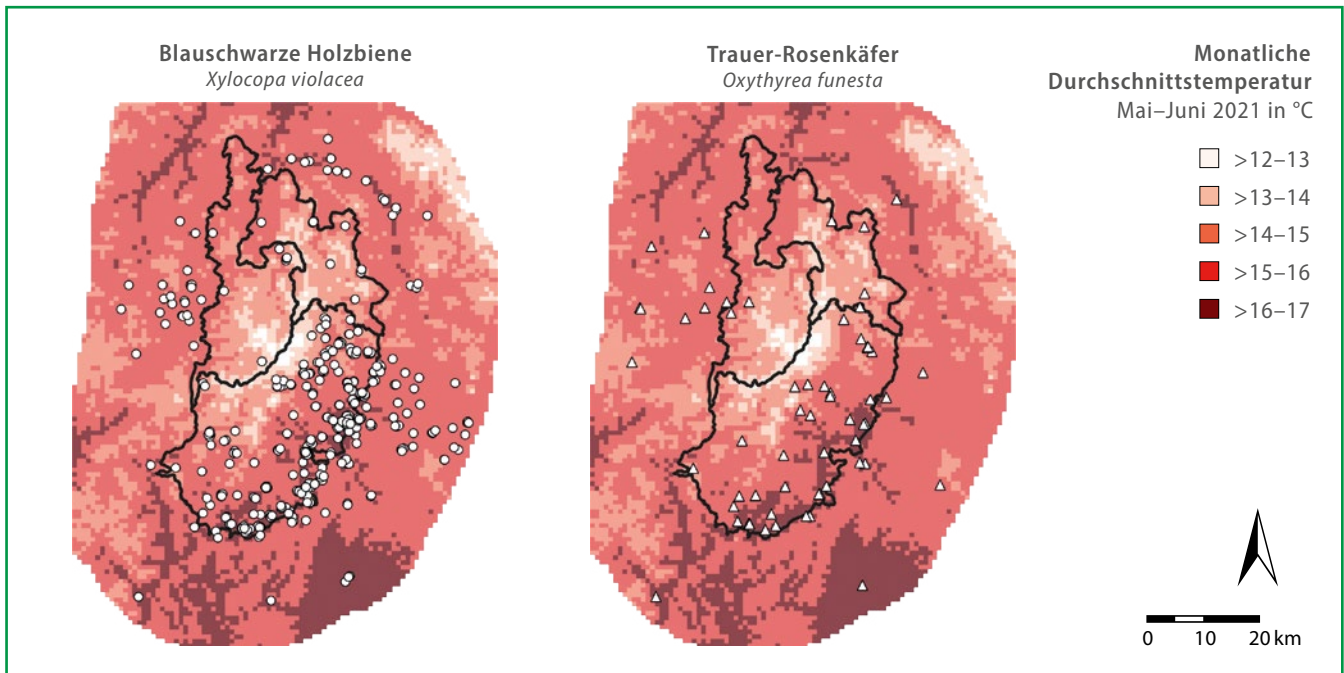 Blauschwarze Holzbiene
Xylocopa violacea
Trauer-Rosenkäfer
Oxythyrea funesta
Monatliche
Durchschnittstemperatur
Mai–Juni 2021 in °C
>12–13
>13–14
>14–15
>15–16
>16–17
0 10 20 km